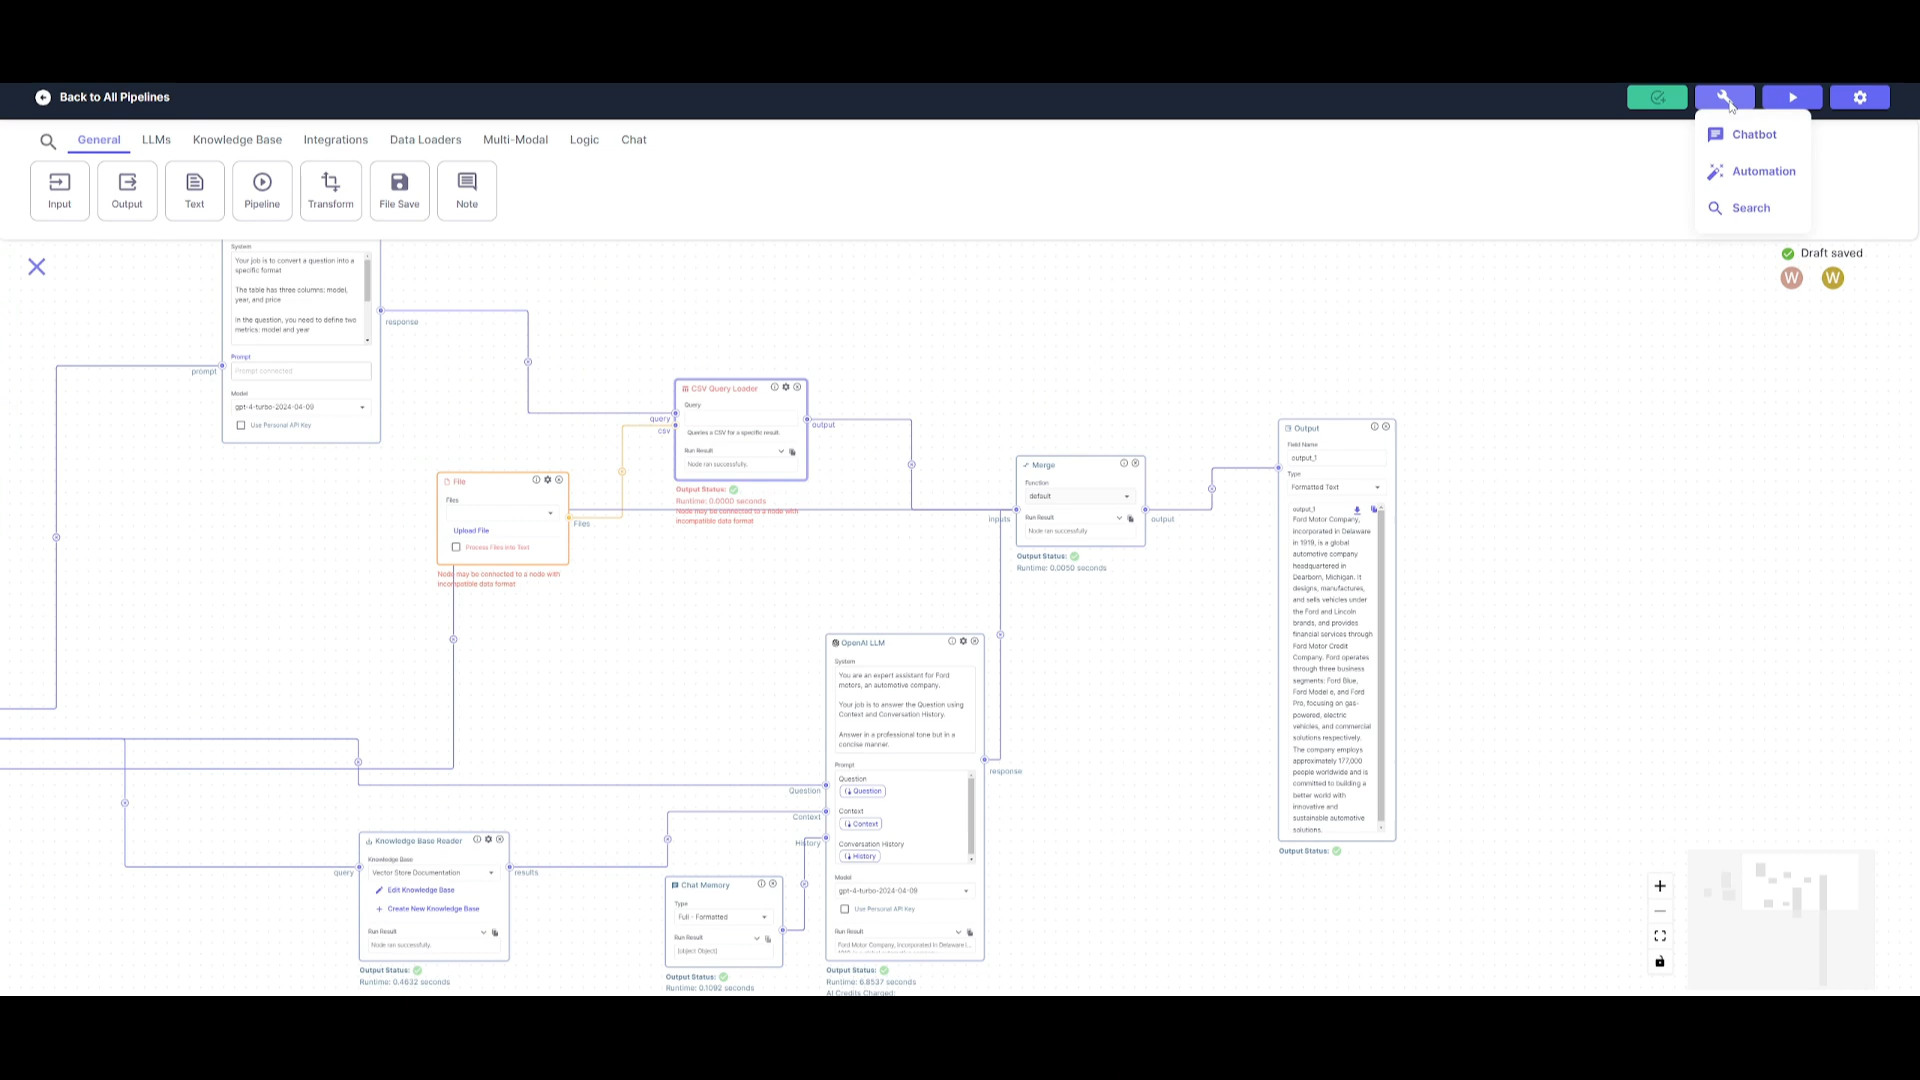 Back to All Pipelines
General
LLMs
Knowledge Base
Integrations
Data Loaders
Multi-Modal
Logic
Chat
Input
Output
Text
Pipeline
Transform
File Save
Note
Chatbot
Automation
Search
Draft saved
W
W
System
Your job is to convert a question into a
specific format
The table has three columns: model,
year, and price
In the question, you need to define two
metrics: model and year
Prompt
Prompt connected
Model
gpt-4-turbo-2024-04-09
Use Personal API Key
prompt
response
CSV Query Loader
Query
Queries a CSV for a specific result.
Run Result
Node ran successfully.
query
csv
output
Output Status:
Runtime: 0.0000 seconds
Node may be connected to a node with
incompatible data format
File
Files
Upload File
Process Files into Text
Files
Node may be connected to a node with
incompatible data format
Merge
Function
default
Run Result
Node ran successfully
inputs
output
Output Status:
Runtime: 0.0050 seconds
Output
Field Name
output_1
Type
Formatted Text
output_1
Ford Motor Company,
incorporated in Delaware
in 1919, is a global
automotive company
headquartered in
Dearborn, Michigan. It
designs, manufactures,
and sells vehicles under
the Ford and Lincoln
brands, and provides
financial services through
Ford Motor Credit
Company. Ford operates
through three business
segments: Ford Blue,
Ford Model e, and Ford
Pro, focusing on gas-
powered, electric
vehicles, and commercial
solutions respectively.
The company employs
approximately 177,000
people worldwide and is
committed to building a
better world with
innovative and
sustainable automotive
solutions.
Output Status:
OpenAI LLM
System
You are an expert assistant for Ford
motors, an automotive company.
Your job is to answer the Question using
Context and Conversation History.
Answer in a professional tone but in a
concise manner.
Prompt
Question
Question
Context
Context
Conversation History
History
Model
gpt-4-turbo-2024-04-09
Use Personal API Key
Run Result
Ford Motor Company, incorporated in Delaware i...
Question
Context
History
response
Output Status:
Runtime: 6.8537 seconds
AI Credits Charged:
Knowledge Base Reader
Knowledge Base
Vector Store Documentation
Edit Knowledge Base
Create New Knowledge Base
Run Result
Node ran successfully.
query
results
Output Status:
Runtime: 0.4632 seconds
Chat Memory
Type
Full - Formatted
Run Result
[object Object]
Output Status:
Runtime: 0.1092 seconds